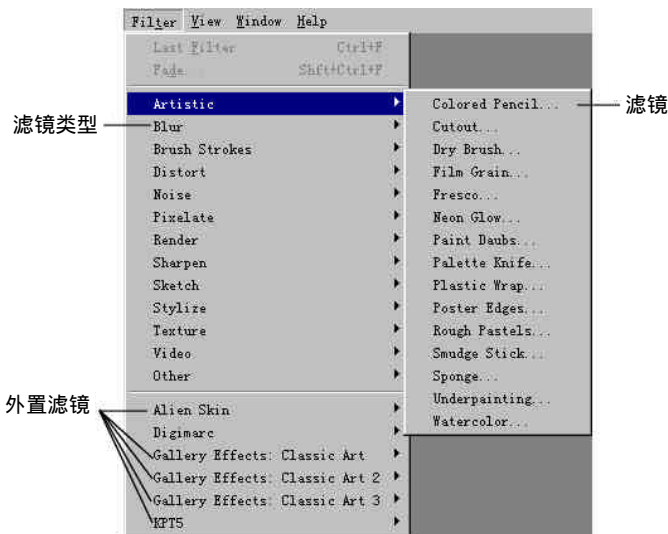 Filter View Window Help
Last Filter Ctrl+F
Fade... Shft+Ctrl+F
Artistic
滤镜类型
Blur
Brush Strokes
Distort
Noise
Pixelate
Render
Sharpen
Sketch
Stylize
Texture
Video
Other
外置滤镜
Alien Skin
Digimarc
Gallery Effects: Classic Art
Gallery Effects: Classic Art 2
Gallery Effects: Classic Art 3
KPT5
Colored Pencil...
滤镜
Cutout...
Dry Brush...
Film Grain...
Fresco...
Neon Glow...
Paint Daubs...
Palette Knife...
Plastic Wrap...
Poster Edges...
Rough Pastels...
Smudge Stick...
Sponge...
Underpainting...
Watercolor...